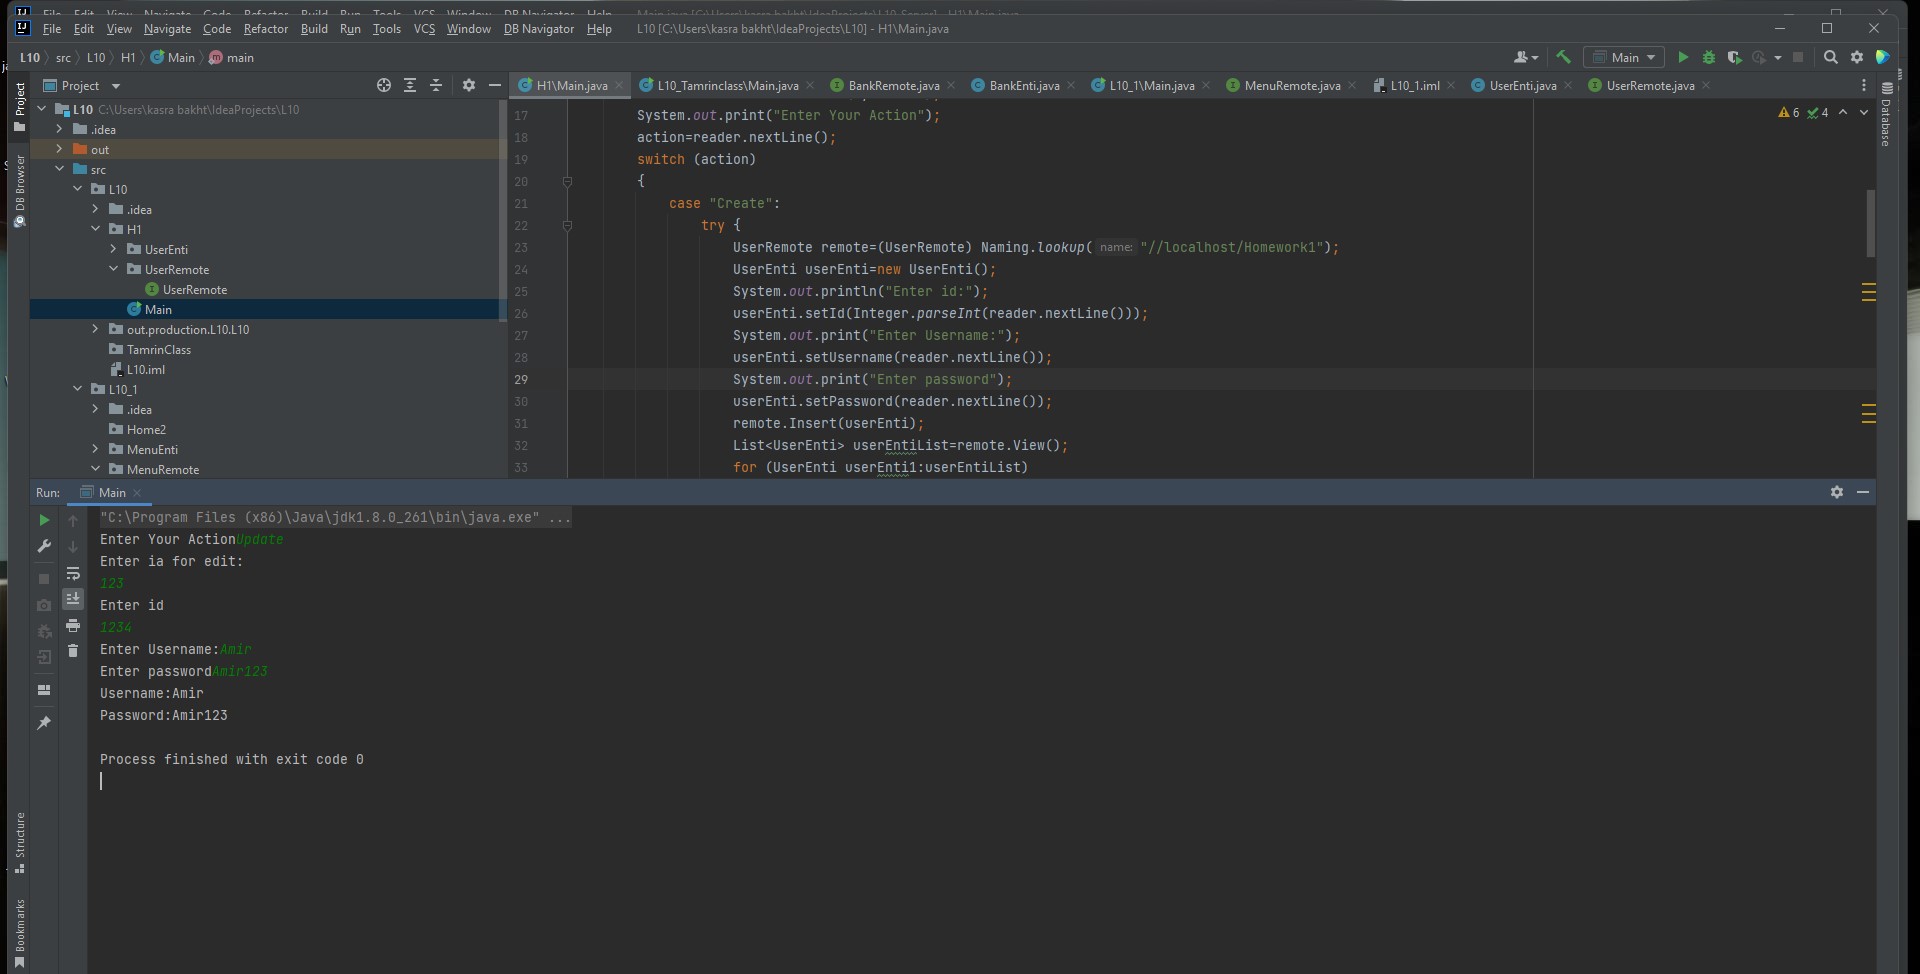 File Edit View Navigate Code Refactor Build Run Tools VCS Window DB Navigator Help L10 [C:\Users\kasra bakht\IdeaProjects\L10] - H1\Main.java
L10 src L10 H1 Main main
Main
Project
H1\Main.java L10_Tamrinclass\Main.java BankRemote.java BankEnti.java L10_1\Main.java MenuRemote.java L10_1.iml UserEnti.java UserRemote.java
Project
DB Browser
Structure
Bookmarks
Database
L10 C:\Users\kasra bakht\IdeaProjects\L10
.idea
out
src
L10
.idea
H1
UserEnti
UserRemote
UserRemote
Main
out.production.L10.L10
TamrinClass
L10.iml
L10_1
.idea
Home2
MenuEnti
MenuRemote
6 4
17 System.out.print("Enter Your Action");
18 action=reader.nextLine();
19 switch (action)
20 {
21 case "Create":
22 try {
23 UserRemote remote=(UserRemote) Naming.lookup( name: "//localhost/Homework1");
24 UserEnti userEnti=new UserEnti();
25 System.out.println("Enter id:");
26 userEnti.setId(Integer.parseInt(reader.nextLine()));
27 System.out.print("Enter Username:");
28 userEnti.setUsername(reader.nextLine());
29 System.out.print("Enter password");
30 userEnti.setPassword(reader.nextLine());
31 remote.Insert(userEnti);
32 List<UserEnti> userEntiList=remote.View();
33 for (UserEnti userEnti1:userEntiList)
Run: Main
"C:\Program Files (x86)\Java\jdk1.8.0_261\bin\java.exe" ...
Enter Your ActionUpdate
Enter ia for edit:
123
Enter id
1234
Enter Username:Amir
Enter passwordAmir123
Username:Amir
Password:Amir123
Process finished with exit code 0